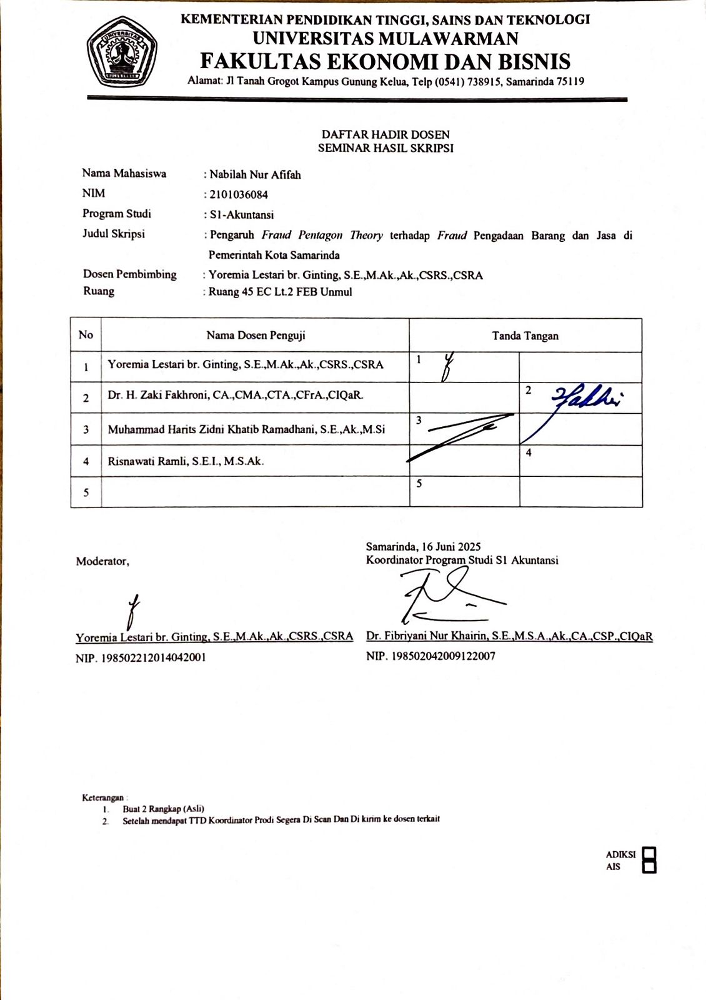 KEMENTERIAN PENDIDIKAN TINGGI, SAINS DAN TEKNOLOGI
UNIVERSITAS MULAWARMAN
FAKULTAS EKONOMI DAN BISNIS
Alamat: Jl Tanah Grogot Kampus Gunung Kelua, Telp (0541) 738915, Samarinda 75119
UNIVERSITAS
MULAWARMAN
DAFTAR HADIR DOSEN
SEMINAR HASIL SKRIPSI
Nama Mahasiswa : Nabilah Nur Afifah
NIM : 2101036084
Program Studi : S1-Akuntansi
Judul Skripsi : Pengaruh Fraud Pentagon Theory terhadap Fraud Pengadaan Barang dan Jasa di
Pemerintah Kota Samarinda
Dosen Pembimbing : Yoremia Lestari br. Ginting, S.E.,M.Ak.,Ak.,CSRS.,CSRA
Ruang : Ruang 45 EC Lt.2 FEB Unmul
No Nama Dosen Penguji Tanda Tangan
1 Yoremia Lestari br. Ginting, S.E.,M.Ak.,Ak.,CSRS.,CSRA 1
2 Dr. H. Zaki Fakhroni, CA.,CMA.,CTA.,CFrA.,CIQaR. 2
3 Muhammad Harits Zidni Khatib Ramadhani, S.E.,Ak.,M.Si 3
4 Risnawati Ramli, S.E.I., M.S.Ak. 4
5 5
Samarinda, 16 Juni 2025
Moderator, Koordinator Program Studi S1 Akuntansi
Yoremia Lestari br. Ginting, S.E.,M.Ak.,Ak.,CSRS.,CSRA Dr. Fibriyani Nur Khairin, S.E.,M.S.A.,Ak.,CA.,CSP.,CIQaR
NIP. 198502212014042001 NIP. 198502042009122007
Keterangan :
1. Buat 2 Rangkap (Asli)
2. Setelah mendapat TTD Koordinator Prodi Segera Di Scan Dan Di kirim ke dosen terkait
ADIKSI
AIS